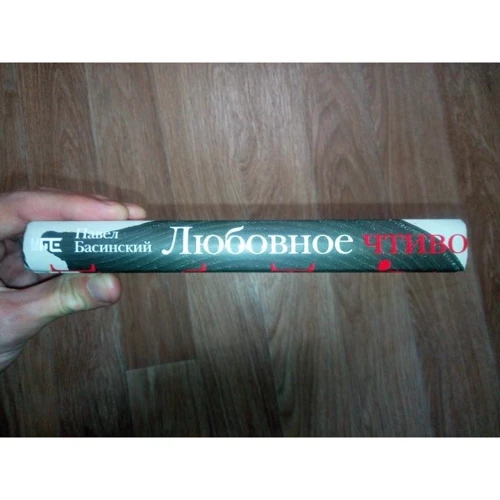 Павел
Басинский
Любовное чтиво